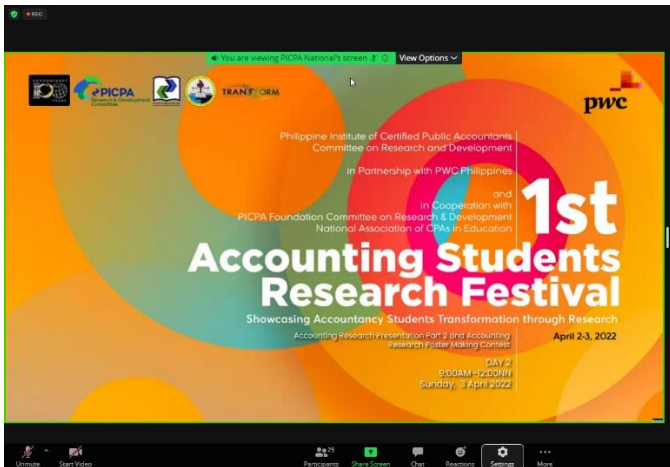 REC
You are viewing PICPA National's screen
View Options
100
YEARS
PICPA
Research & Development
Committee
TRANSFORM
pwc
Philippine Institute of Certified Public Accountants
Committee on Research and Development
in Partnership with PWC Philippines
and
in Cooperation with
PICPA Foundation Committee on Research & Development
National Association of CPAs in Education
1st
Accounting Students
Research Festival
Showcasing Accountancy Students Transformation through Research
Accounting Research Presentation Part 2 and Accounting
Research Poster Making Contest
April 2-3, 2022
DAY 2
9:00AM-12:00NN
Sunday, 3 April 2022
Unmute
Start Video
23
Participants
Share Screen
Chat
Reactions
Settings
More